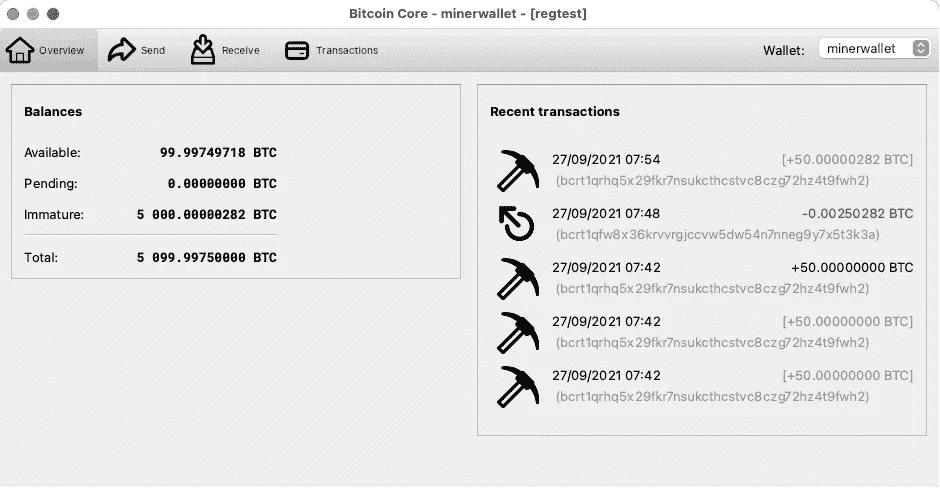 Bitcoin Core - minerwallet - [regtest]
Overview Send Receive Transactions Wallet: minerwallet
Balances
Available: 99.99749718 BTC
Pending: 0.00000000 BTC
Immature: 5 000.00000282 BTC
Total: 5 099.99750000 BTC
Recent transactions
27/09/2021 07:54 [+50.00000282 BTC]
(bcrt1qrhq5x29fkr7nsukcthcstvc8czg72hz4t9fwh2)
27/09/2021 07:48 -0.00250282 BTC
(bcrt1qfw8x36krvvrgjccvw5dw54n7nneg9y7x5t3k3a)
27/09/2021 07:42 +50.00000000 BTC
(bcrt1qrhq5x29fkr7nsukcthcstvc8czg72hz4t9fwh2)
27/09/2021 07:42 [+50.00000000 BTC]
(bcrt1qrhq5x29fkr7nsukcthcstvc8czg72hz4t9fwh2)
27/09/2021 07:42 [+50.00000000 BTC]
(bcrt1qrhq5x29fkr7nsukcthcstvc8czg72hz4t9fwh2)